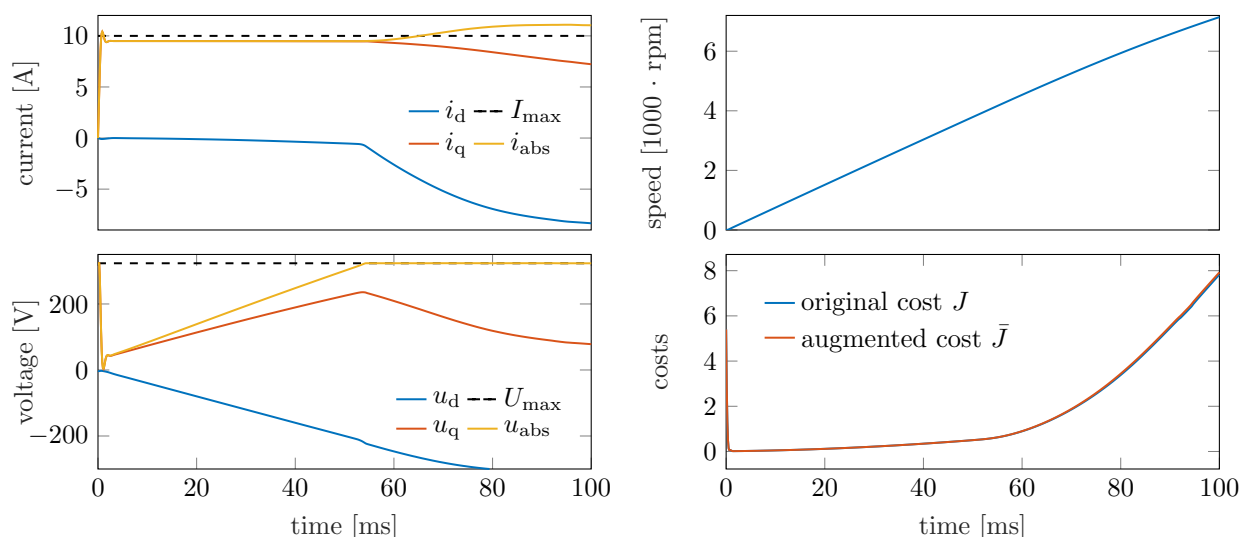 current [A]
10
5
0
−5
i_d I_max
i_q i_abs
voltage [V]
200
0
−200
u_d U_max
u_q u_abs
0 20 40 60 80 100
time [ms]
speed [1000 · rpm]
6
4
2
0
costs
8
6
4
2
0
original cost J
augmented cost J̄
0 20 40 60 80 100
time [ms]